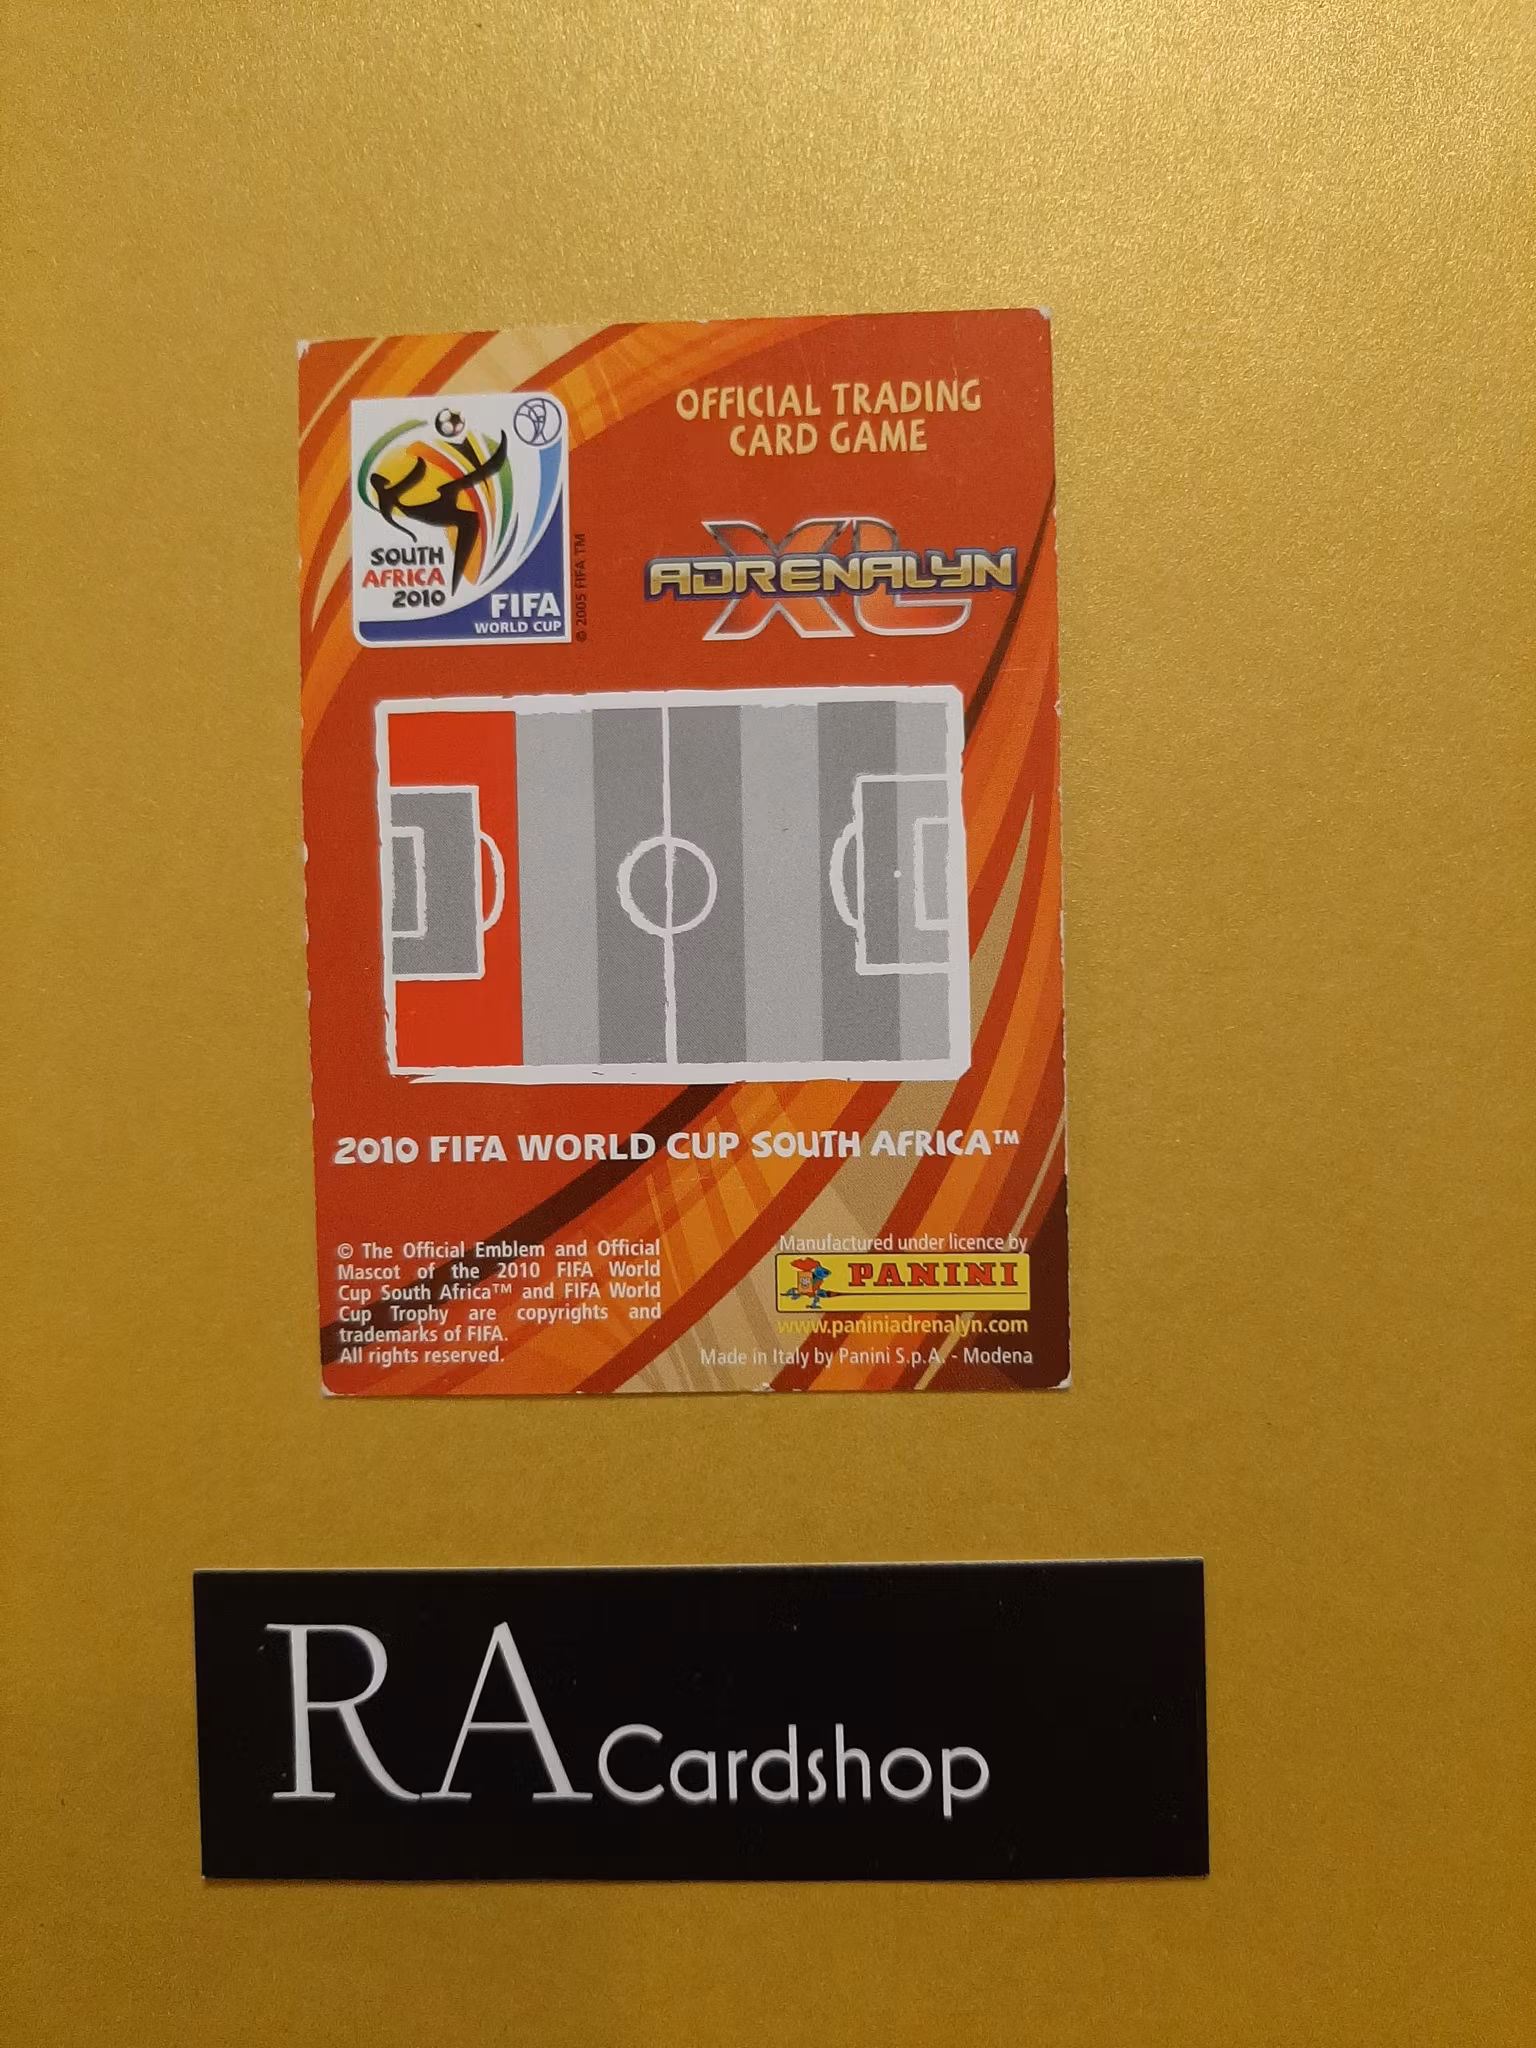 OFFICIAL TRADING
CARD GAME
SOUTH
AFRICA
2010
FIFA
WORLD CUP
© 2005 FIFA TM
ADRENALYN
XL
2010 FIFA WORLD CUP SOUTH AFRICA™
© The Official Emblem and Official
Mascot of the 2010 FIFA World
Cup South Africa™ and FIFA World
Cup Trophy are copyrights and
trademarks of FIFA.
All rights reserved.
Manufactured under licence by
PANINI
www.paniniadrenalyn.com
Made in Italy by Panini S.p.A. - Modena
RA Cardshop